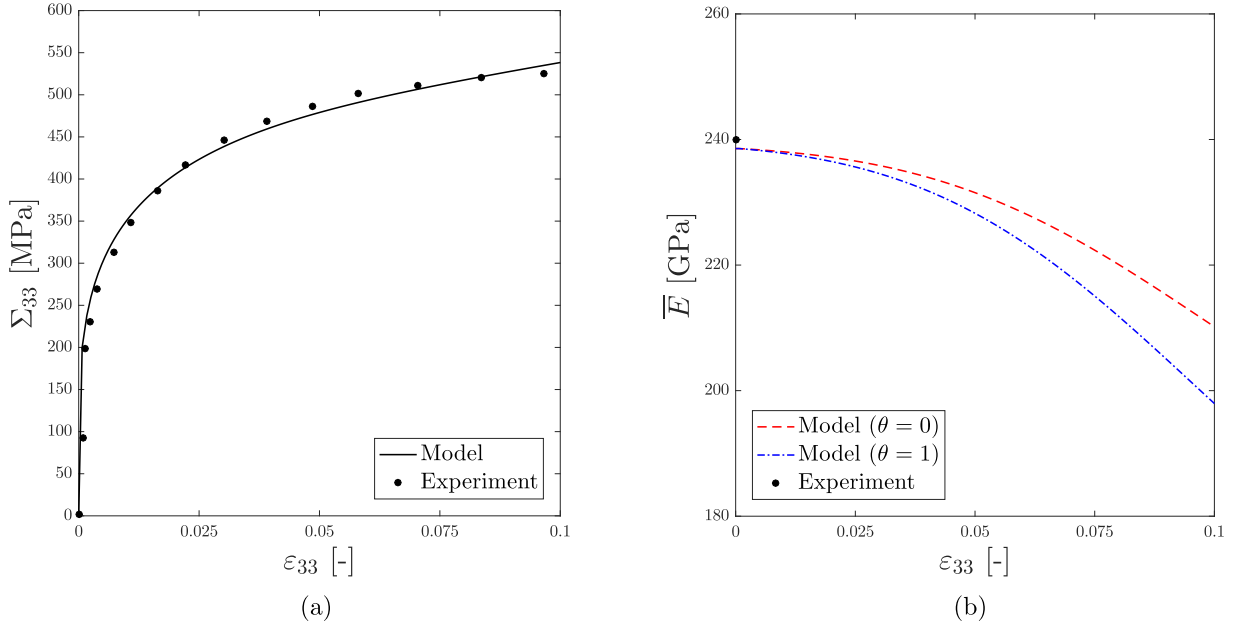 600
550
500
450
400
350
300
250
200
150
100
50
0
Σ33 [MPa]
0
0.025
0.05
0.075
0.1
ε33 [-]
Model
Experiment
(a)
260
240
220
200
180
E̅ [GPa]
0
0.025
0.05
0.075
0.1
ε33 [-]
Model (θ = 0)
Model (θ = 1)
Experiment
(b)